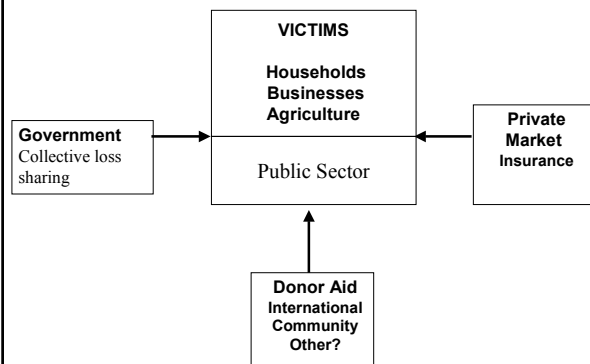 VICTIMS
Households
Businesses
Agriculture
Public Sector
Government
Collective loss
sharing
Private
Market
Insurance
Donor Aid
International
Community
Other?